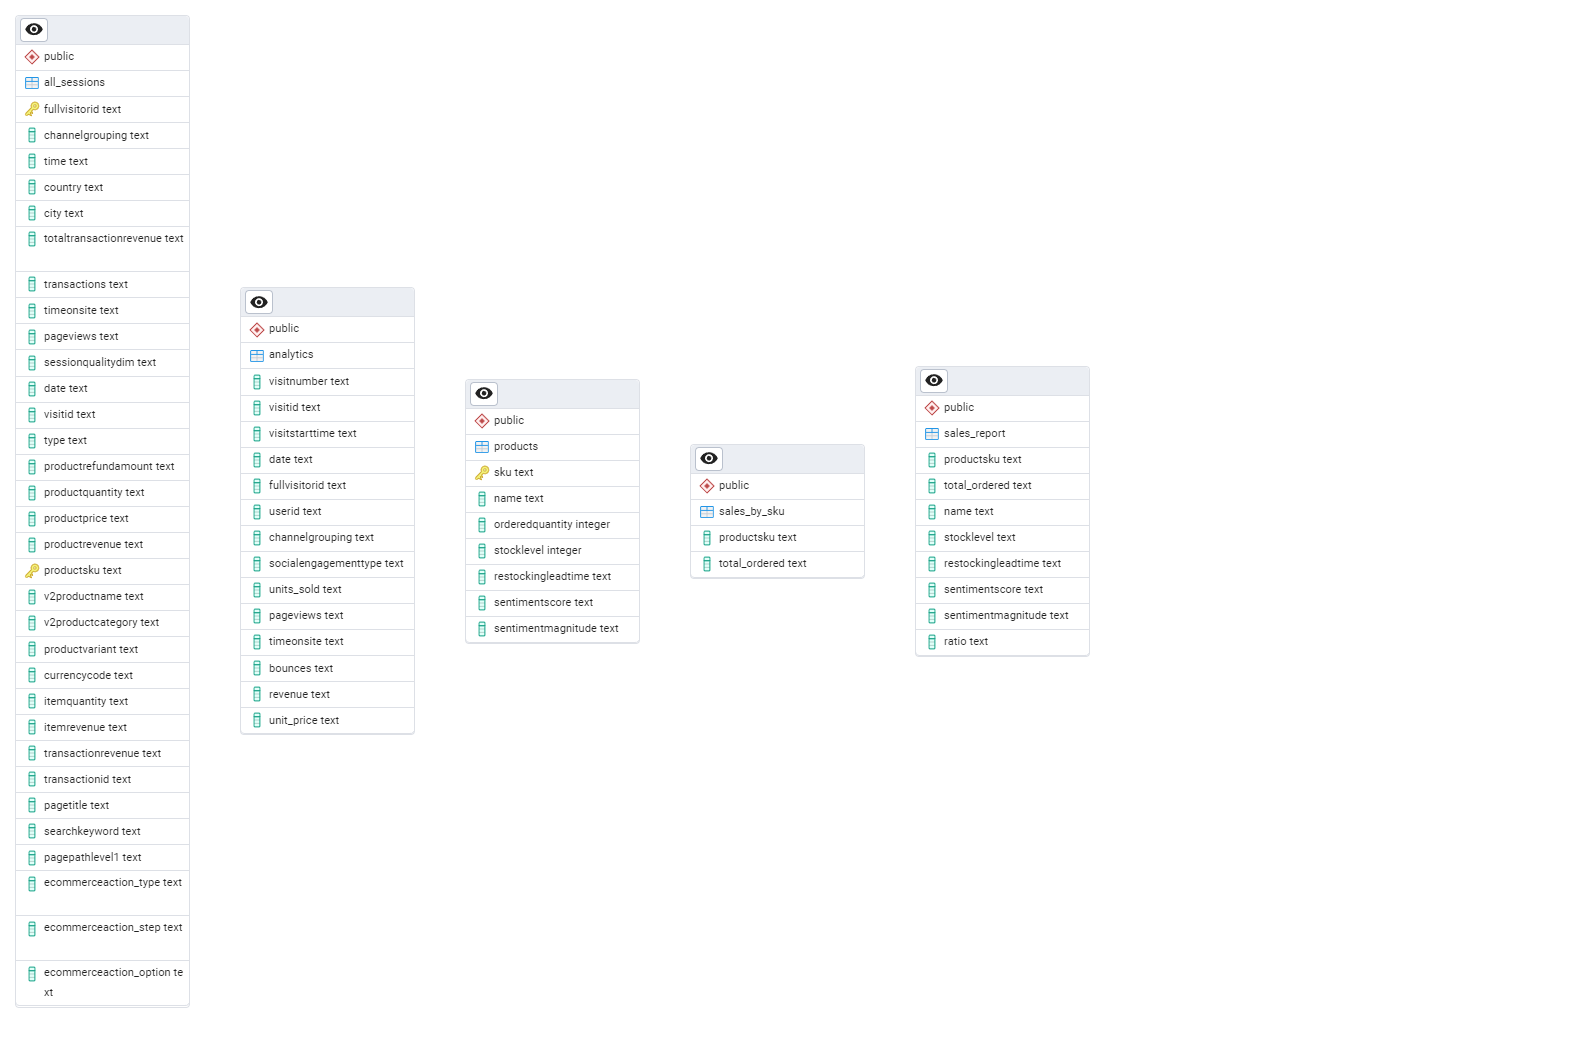 public
all_sessions
fullvisitorid text
channelgrouping text
time text
country text
city text
totaltransactionrevenue text
transactions text
timeonsite text
pageviews text
sessionqualitydim text
date text
visitid text
type text
productrefundamount text
productquantity text
productprice text
productrevenue text
productsku text
v2productname text
v2productcategory text
productvariant text
currencycode text
itemquantity text
itemrevenue text
transactionrevenue text
transactionid text
pagetitle text
searchkeyword text
pagepathlevel1 text
ecommerceaction_type text
ecommerceaction_step text
ecommerceaction_option te
xt
public
analytics
visitnumber text
visitid text
visitstarttime text
date text
fullvisitorid text
userid text
channelgrouping text
socialengagementtype text
units_sold text
pageviews text
timeonsite text
bounces text
revenue text
unit_price text
public
products
sku text
name text
orderedquantity integer
stocklevel integer
restockingleadtime text
sentimentscore text
sentimentmagnitude text
public
sales_by_sku
productsku text
total_ordered text
public
sales_report
productsku text
total_ordered text
name text
stocklevel text
restockingleadtime text
sentimentscore text
sentimentmagnitude text
ratio text